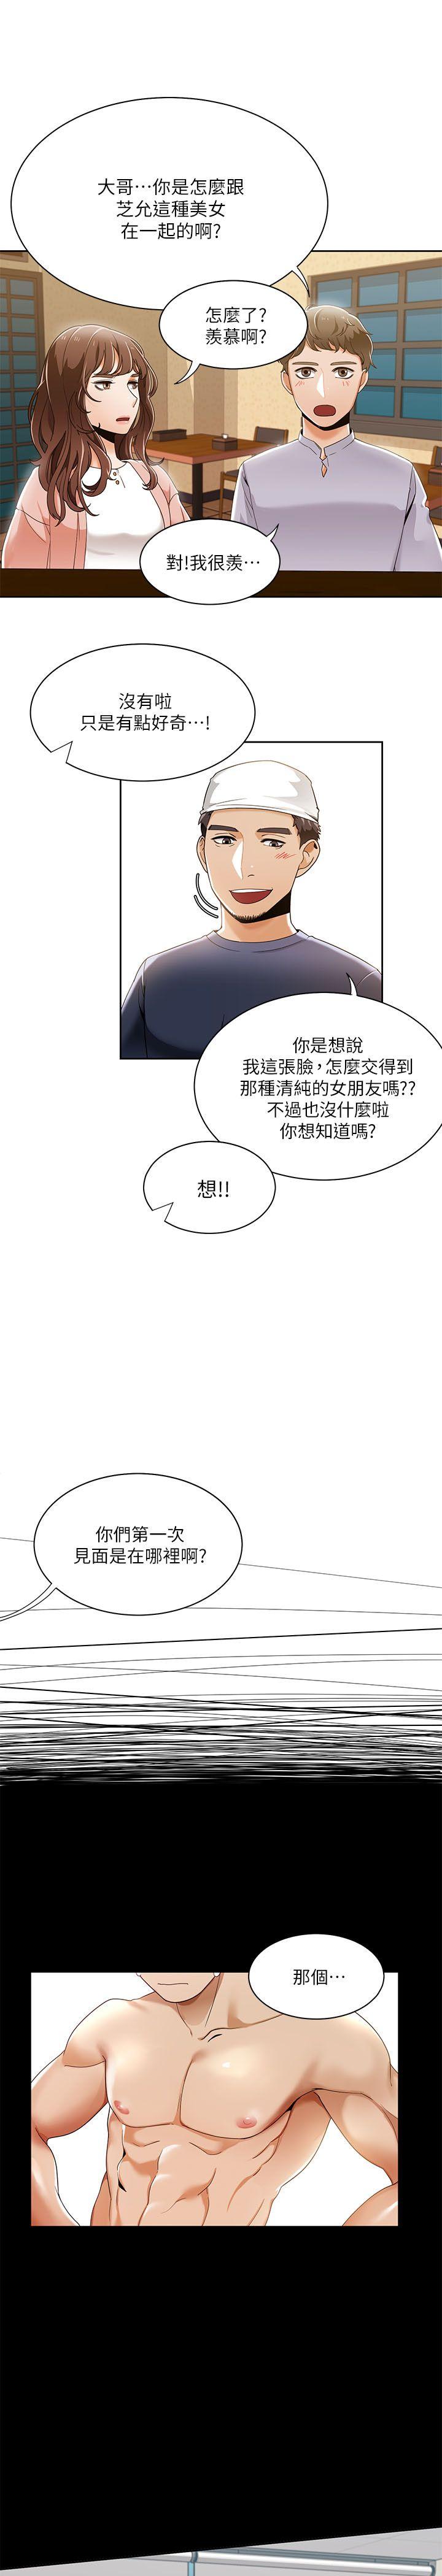 大哥⋯你是怎麼跟
芝允這種美女
在一起的啊?
怎麼了?
羨慕啊?
對!我很羨⋯
沒有啦
只是有點好奇⋯!
你是想說
我這張臉，怎麼交得到
那種清純的女朋友嗎??
不過也沒什麼啦
你想知道嗎?
想!!
你們第一次
見面是在哪裡啊?
那個⋯